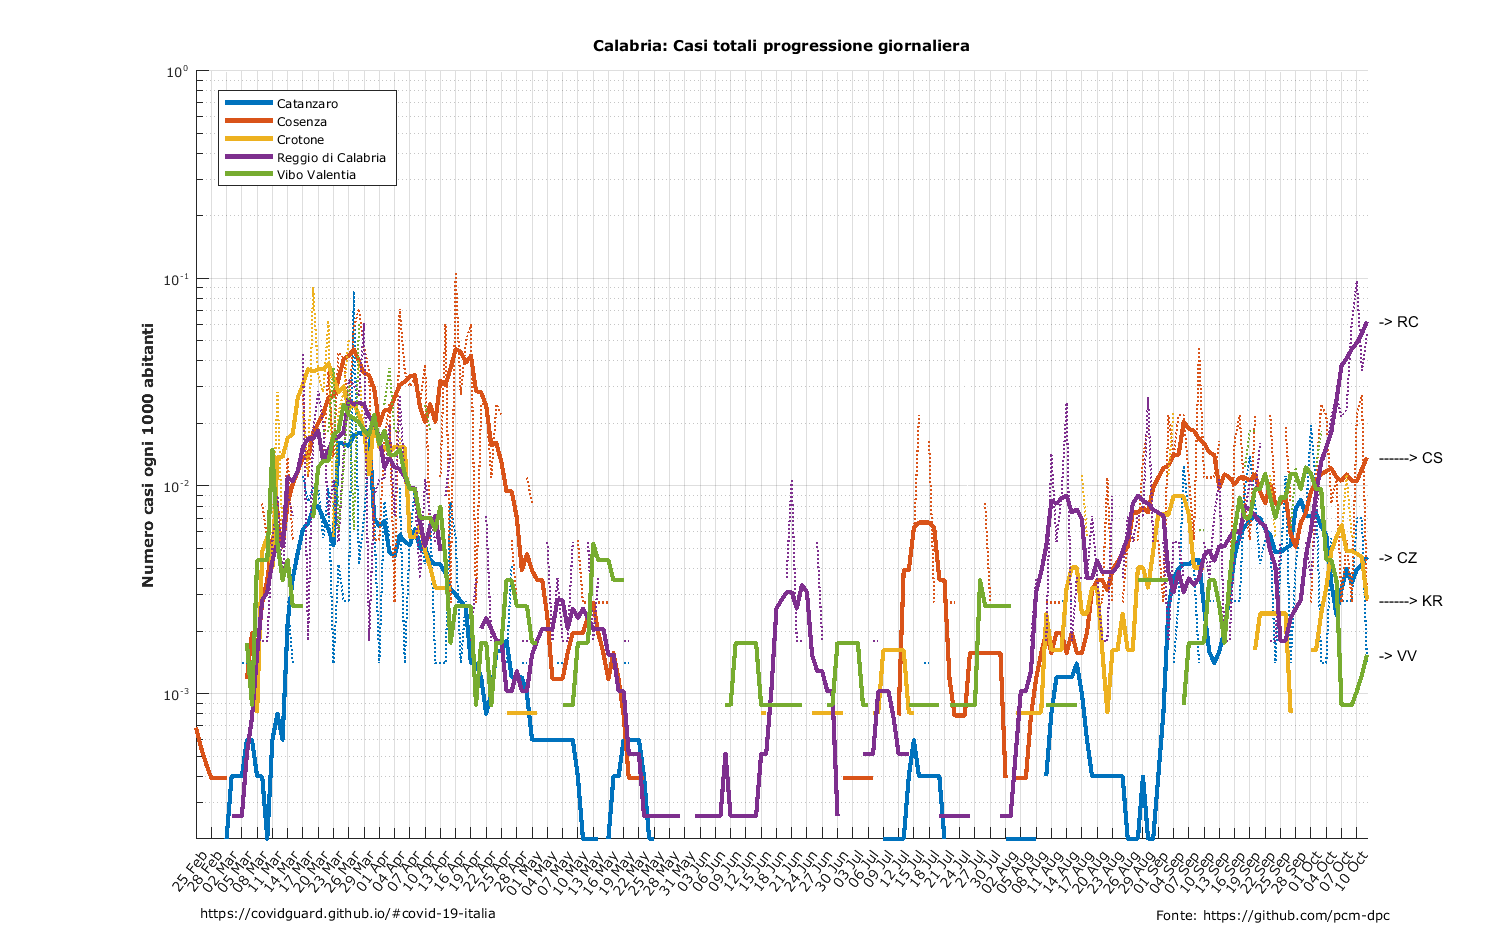 Calabria: Casi totali progressione giornaliera
10⁰
10⁻¹
10⁻²
10⁻³
Numero casi ogni 1000 abitanti
Catanzaro
Cosenza
Crotone
Reggio di Calabria
Vibo Valentia
-> RC
------> CS
-> CZ
------> KR
-> VV
25 Feb
28 Feb
02 Mar
05 Mar
08 Mar
11 Mar
14 Mar
17 Mar
20 Mar
23 Mar
26 Mar
29 Mar
01 Apr
04 Apr
07 Apr
10 Apr
13 Apr
16 Apr
19 Apr
22 Apr
25 Apr
28 Apr
01 May
04 May
07 May
10 May
13 May
16 May
19 May
22 May
25 May
28 May
31 May
03 Jun
06 Jun
09 Jun
12 Jun
15 Jun
18 Jun
21 Jun
24 Jun
27 Jun
30 Jun
03 Jul
06 Jul
09 Jul
12 Jul
15 Jul
18 Jul
21 Jul
24 Jul
27 Jul
30 Jul
02 Aug
05 Aug
08 Aug
11 Aug
14 Aug
17 Aug
20 Aug
23 Aug
26 Aug
29 Aug
01 Sep
04 Sep
07 Sep
10 Sep
13 Sep
16 Sep
19 Sep
22 Sep
25 Sep
28 Sep
01 Oct
04 Oct
07 Oct
10 Oct
https://covidguard.github.io/#covid-19-italia
Fonte: https://github.com/pcm-dpc